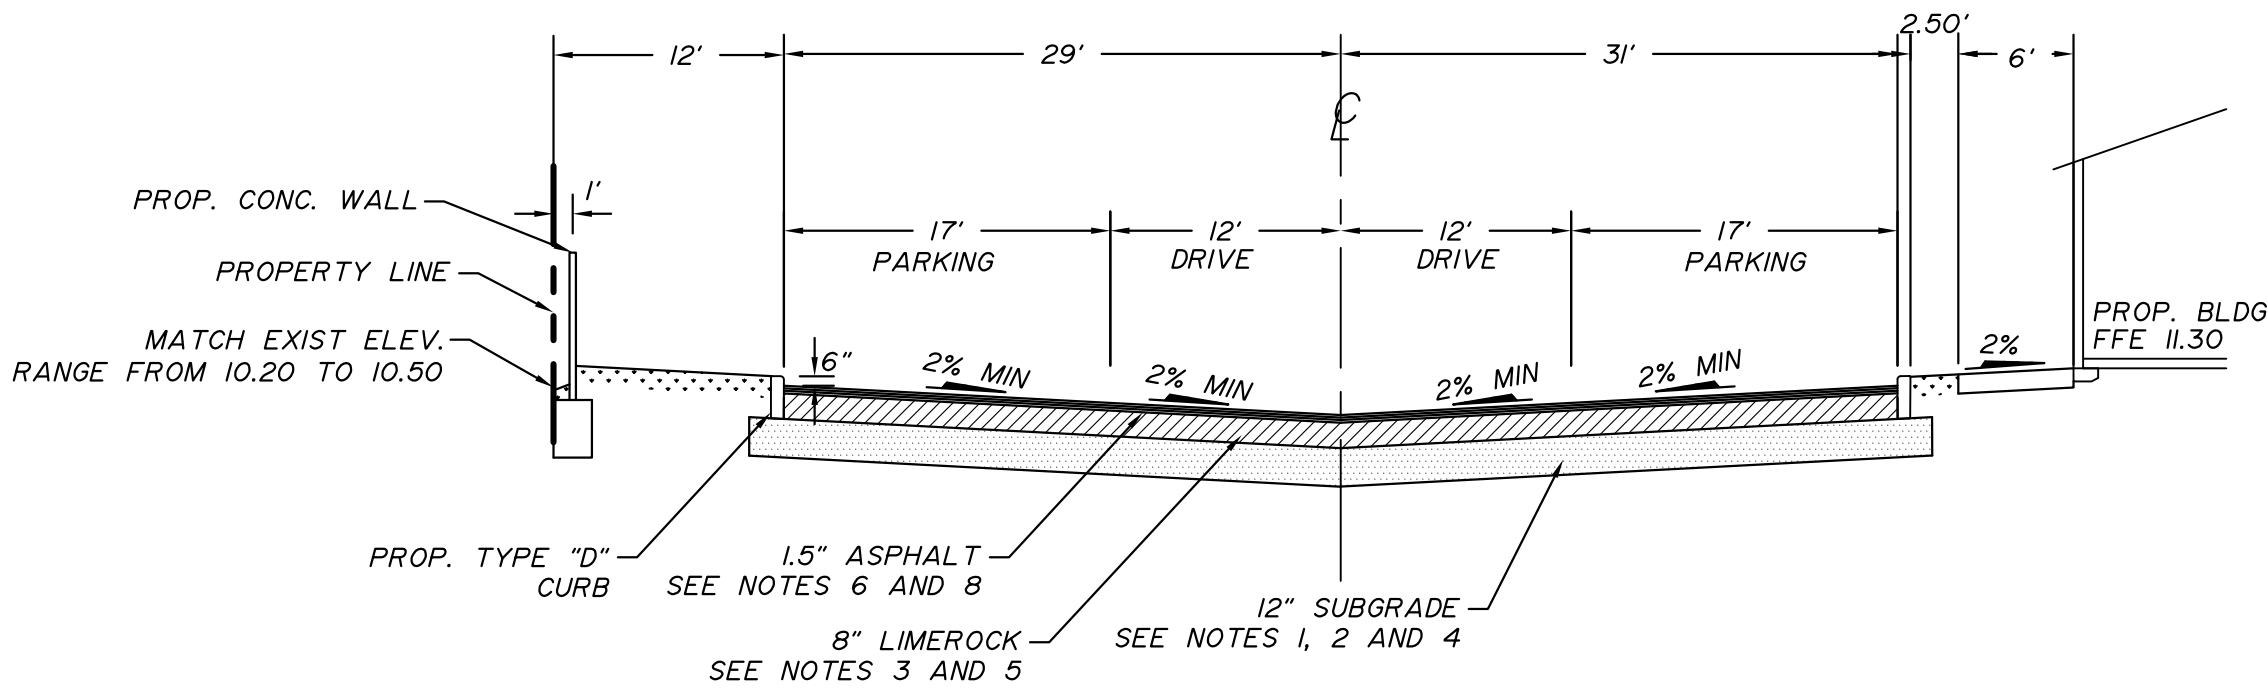 2.50'
12'
29'
31'
6'
CL
1'
PROP. CONC. WALL
PROPERTY LINE
MATCH EXIST ELEV.
RANGE FROM 10.20 TO 10.50
17'
PARKING
12'
DRIVE
12'
DRIVE
17'
PARKING
PROP. BLDG
FFE 11.30
6"
2% MIN
2% MIN
2% MIN
2% MIN
2%
PROP. TYPE "D"
CURB
1.5" ASPHALT
SEE NOTES 6 AND 8
8" LIMEROCK
SEE NOTES 3 AND 5
12" SUBGRADE
SEE NOTES 1, 2 AND 4